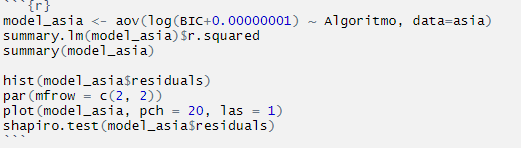 ```{r}
model_asia <- aov(log(BIC+0.00000001) ~ Algoritmo, data=asia)
summary.lm(model_asia)$r.squared
summary(model_asia)
hist(model_asia$residuals)
par(mfrow = c(2, 2))
plot(model_asia, pch = 20, las = 1)
shapiro.test(model_asia$residuals)
```